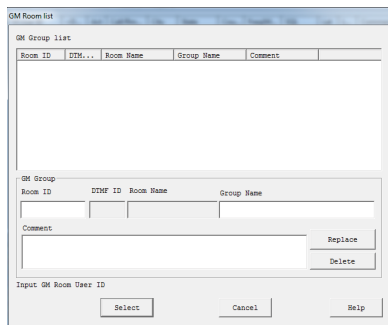 GM Room list
GM Group list
Room ID DTM... Room Name Group Name Comment
GM Group
Room ID DTMF ID Room Name Group Name
Comment
Replace
Delete
Input GM Room User ID
Select Cancel Help